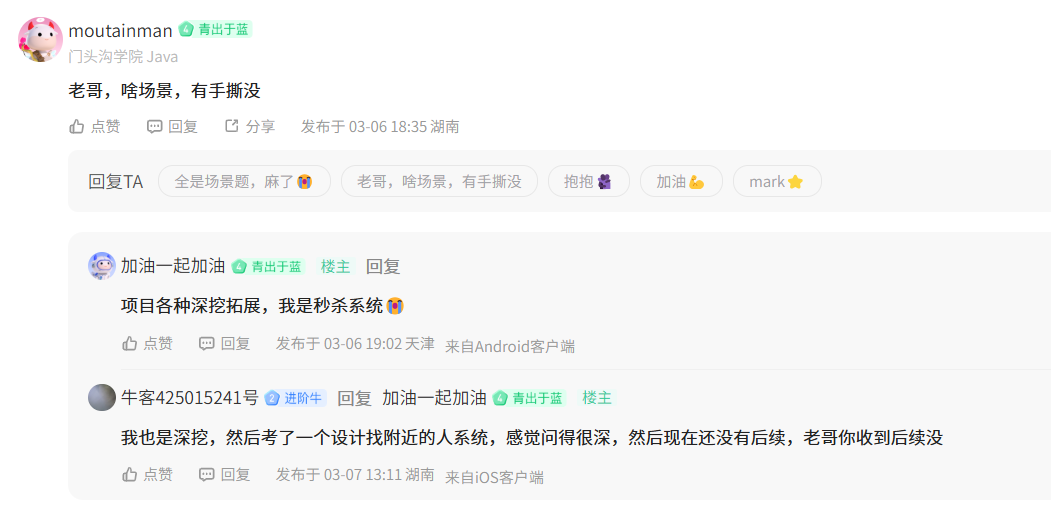 moutainman 4 青出于蓝
门头沟学院 Java
老哥，啥场景，有手撕没
点赞 回复 分享 发布于 03-06 18:35 湖南
回复TA 全是场景题，麻了😭 老哥，啥场景，有手撕没 抱抱🍇 加油💪 mark⭐
加油一起加油 4 青出于蓝 楼主 回复
项目各种深挖拓展，我是秒杀系统😭
点赞 回复 发布于 03-06 19:02 天津 来自Android客户端
牛客425015241号 2 进阶牛 回复 加油一起加油 4 青出于蓝 楼主
我也是深挖，然后考了一个设计找附近的人系统，感觉问得很深，然后现在还没有后续，老哥你收到后续没
点赞 回复 发布于 03-07 13:11 湖南 来自iOS客户端